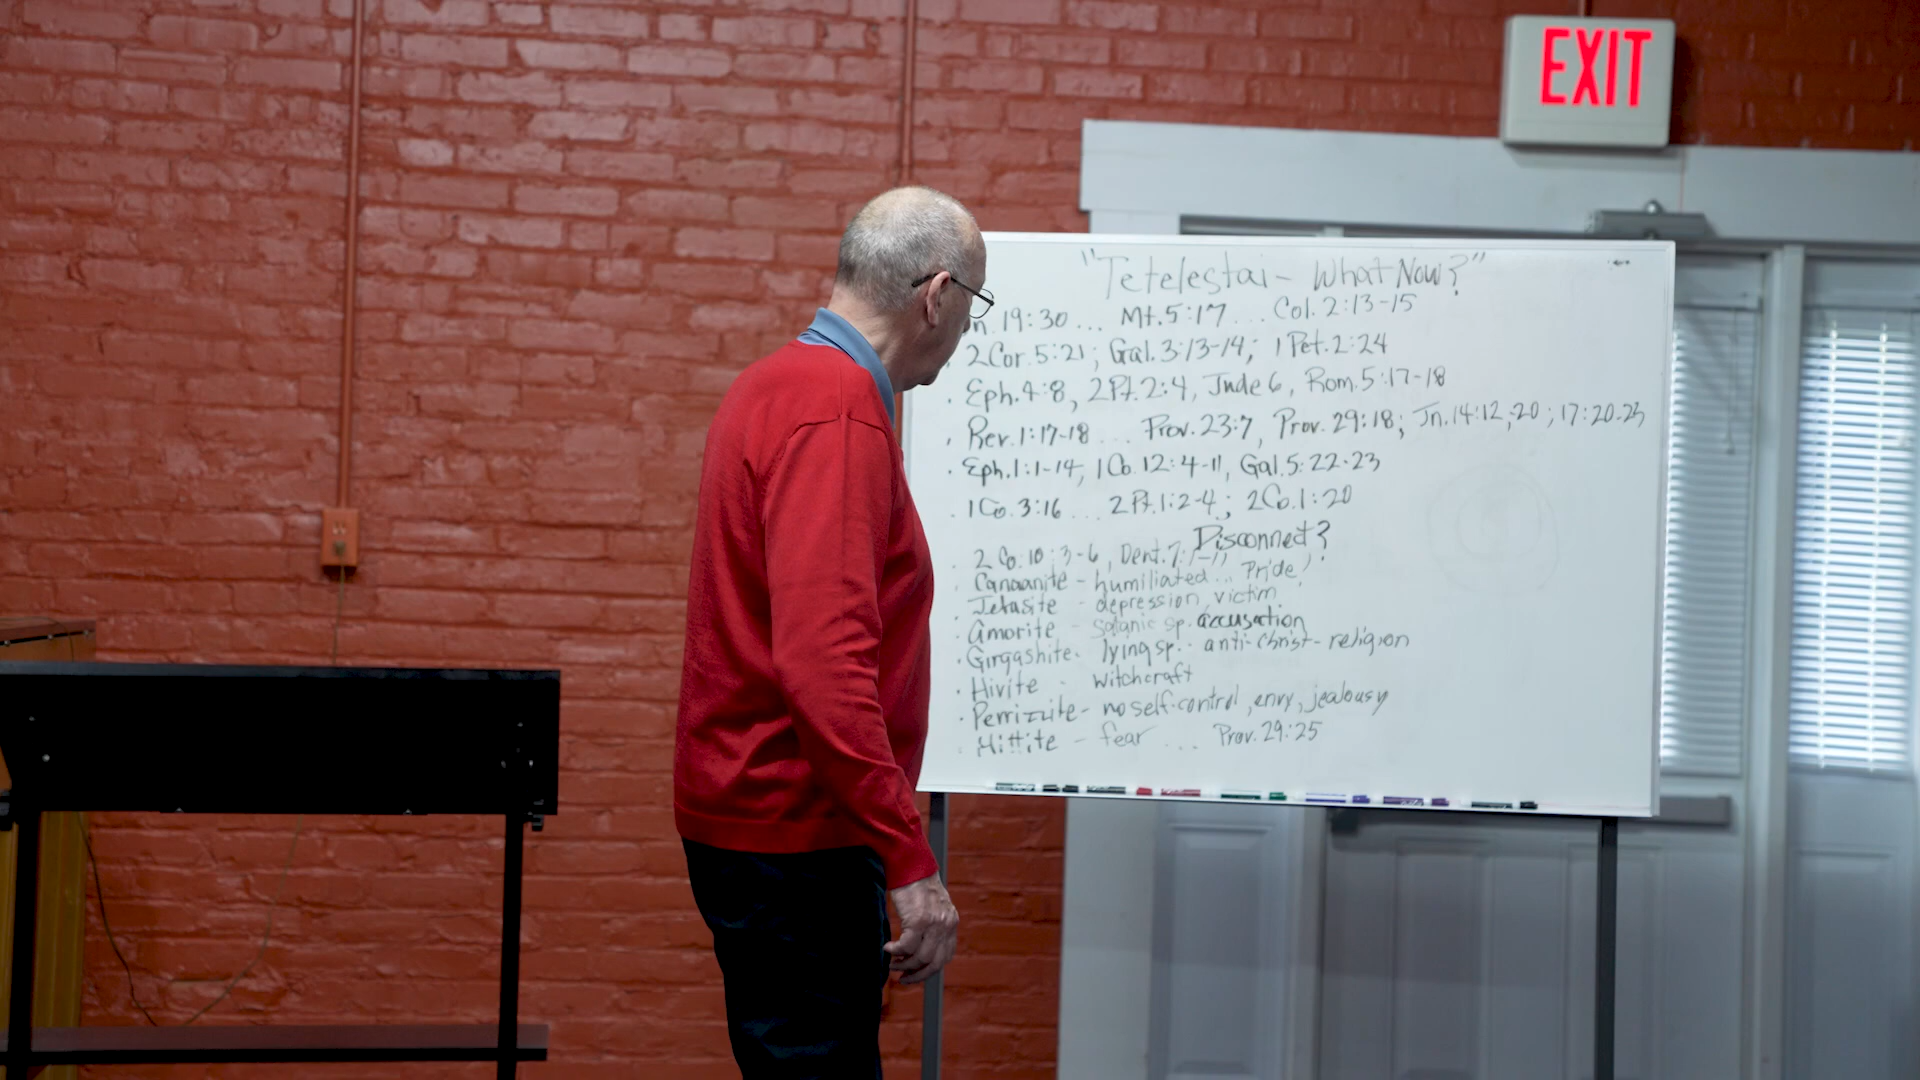 EXIT
"Tetelestai - What Now?"
n. 19:30 ... Mt. 5:17 ... Col. 2:13-15
2 Cor. 5:21; Gal. 3:13-14; 1 Pet. 2:24
· Eph. 4:8, 2 Pt. 2:4, Jude 6, Rom. 5:17-18
· Rev. 1:17-18 ... Prov. 23:7, Prov. 29:18; Jn. 14:12,20; 17:20-23
· Eph. 1:1-14, 1 Co. 12:4-11, Gal. 5:22-23
· 1 Co. 3:16 ... 2 Pt. 1:2-4; 2 Co. 1:20
Disconnect?
· 2 Co. 10:3-6, Deut. 7:1-
· Canaanite - humiliated ... Pride!
· Jebusite - depression, victim
· Amorite - satanic sp. accusation
· Girgashite - lying sp. - anti-christ - religion
· Hivite - witchcraft
· Perrizzite - no self-control, envy, jealousy
· Hittite - fear ... Prov. 29:25